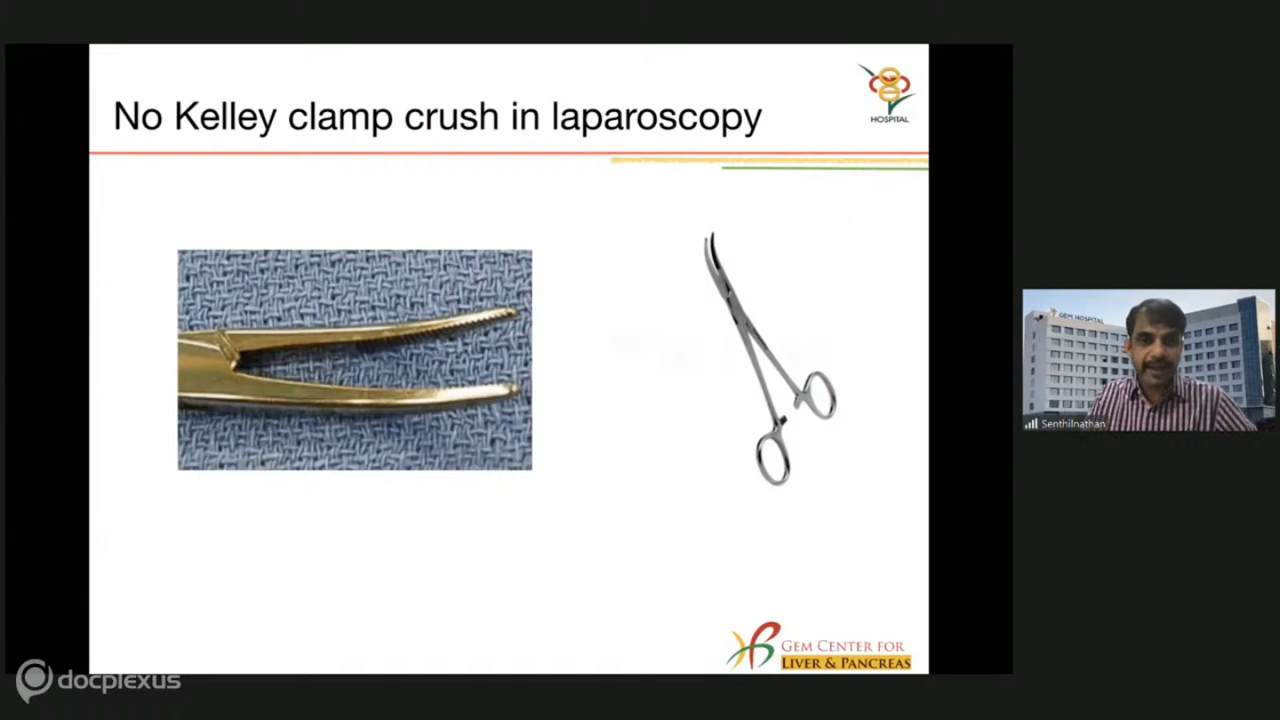 No Kelley clamp crush in laparoscopy
HOSPITAL
GEM HOSPITAL
Senthilnathan
GEM CENTER FOR
LIVER & PANCREAS
docplexus